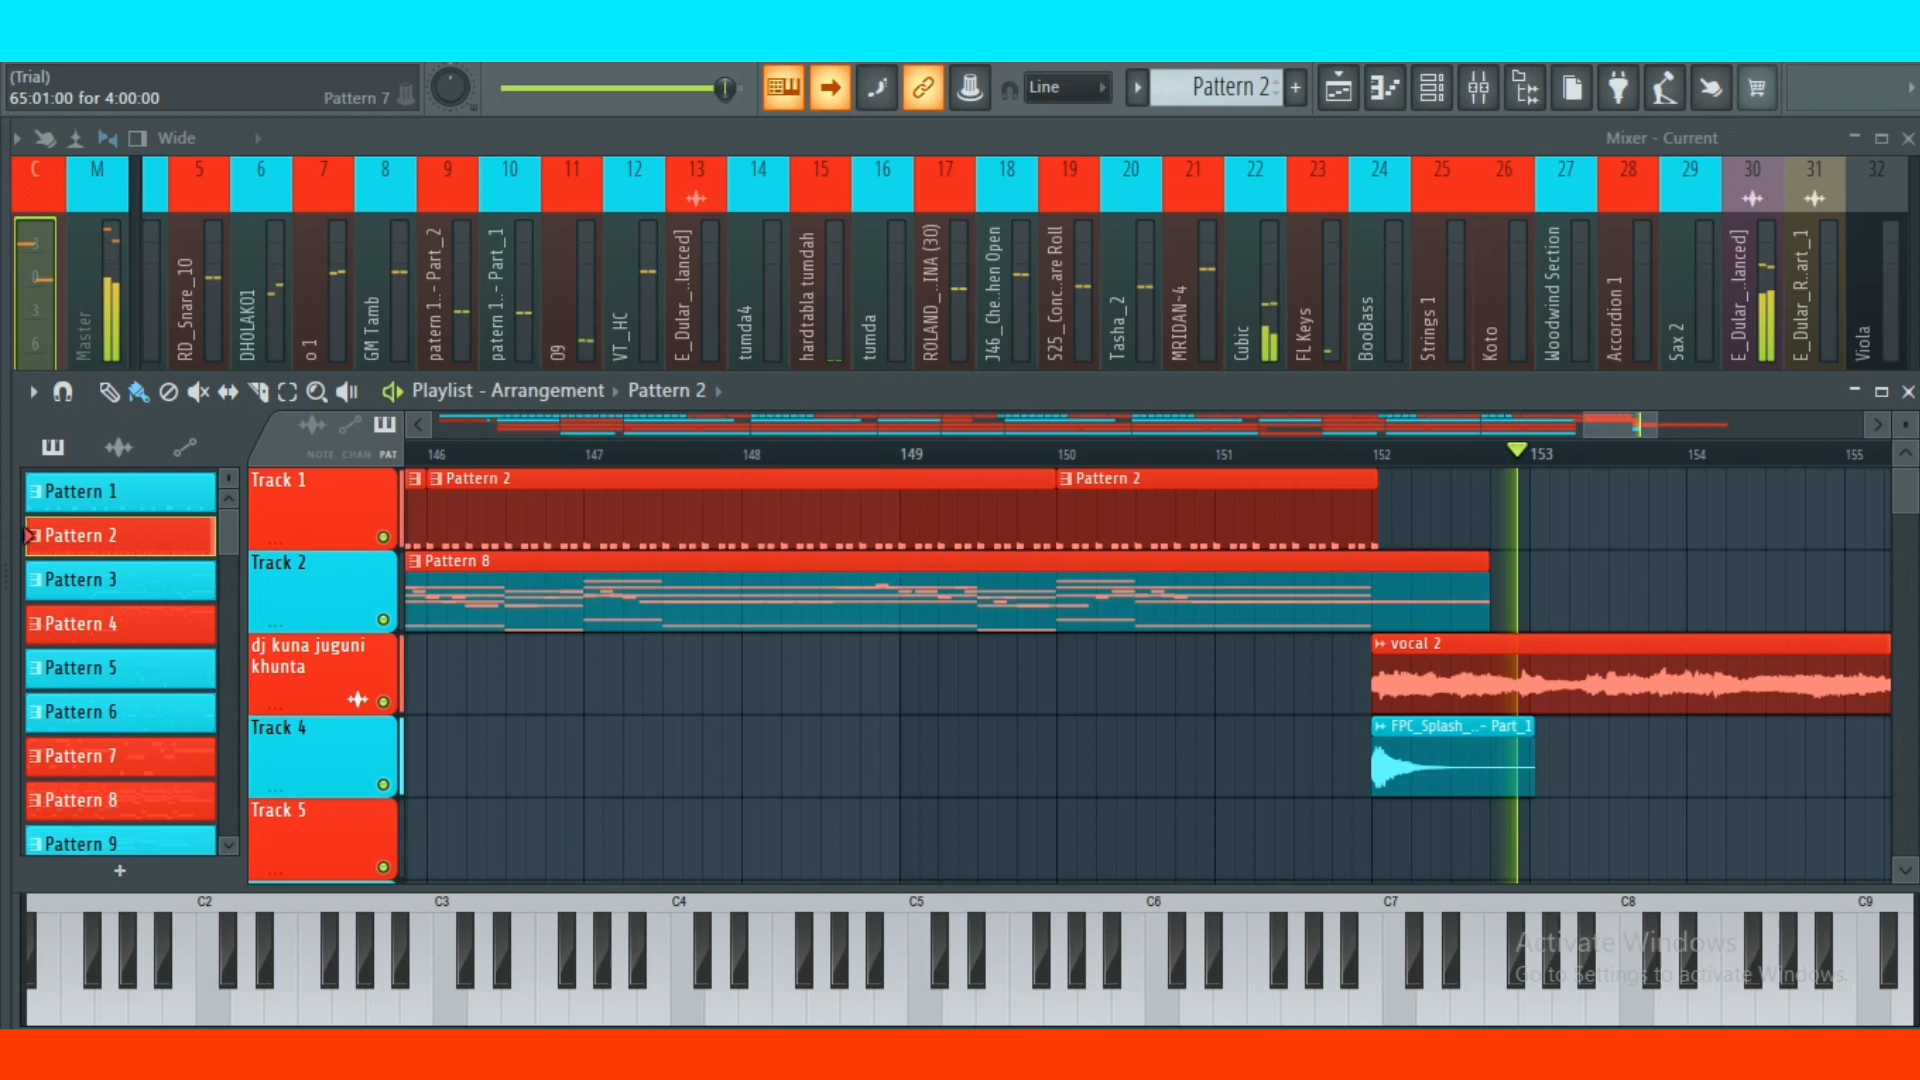 (Trial)
65:01:00 for 4:00:00
Pattern 7
Line
Pattern 2
+
Wide
Mixer - Current
C M 5 6 7 8 9 10 11 12 13 14 15 16 17 18 19 20 21 22 23 24 25 26 27 28 29 30 31 32
3
0
3
6
Master
RD_Snare_10
DHOLAK01
o 1
GM Tamb
patern 1..- Part_2
patern 1..- Part_1
09
VT_HC
E_Dular_..lanced]
tumda4
hardtabla tumdah
tumda
ROLAND_..INA (30)
J46_Che..hen Open
S25_Conc..are Roll
Tasha_2
MRIDAN~4
Cubic
FL Keys
BooBass
Strings 1
Koto
Woodwind Section
Accordion 1
Sax 2
E_Dular_..lanced]
E_Dular_R..art_1
Viola
Playlist - Arrangement › Pattern 2 ›
NOTE CHAN PAT
146 147 148 149 150 151 152 153 154 155
Pattern 1
Pattern 2
Pattern 3
Pattern 4
Pattern 5
Pattern 6
Pattern 7
Pattern 8
Pattern 9
+
Track 1
Pattern 2
Pattern 2
Track 2
Pattern 8
dj kuna juguni
khunta
vocal 2
Track 4
FPC_Splash_..- Part_1
Track 5
C2 C3 C4 C5 C6 C7 C8 C9
Activate Windows
Go to Settings to activate Windows.